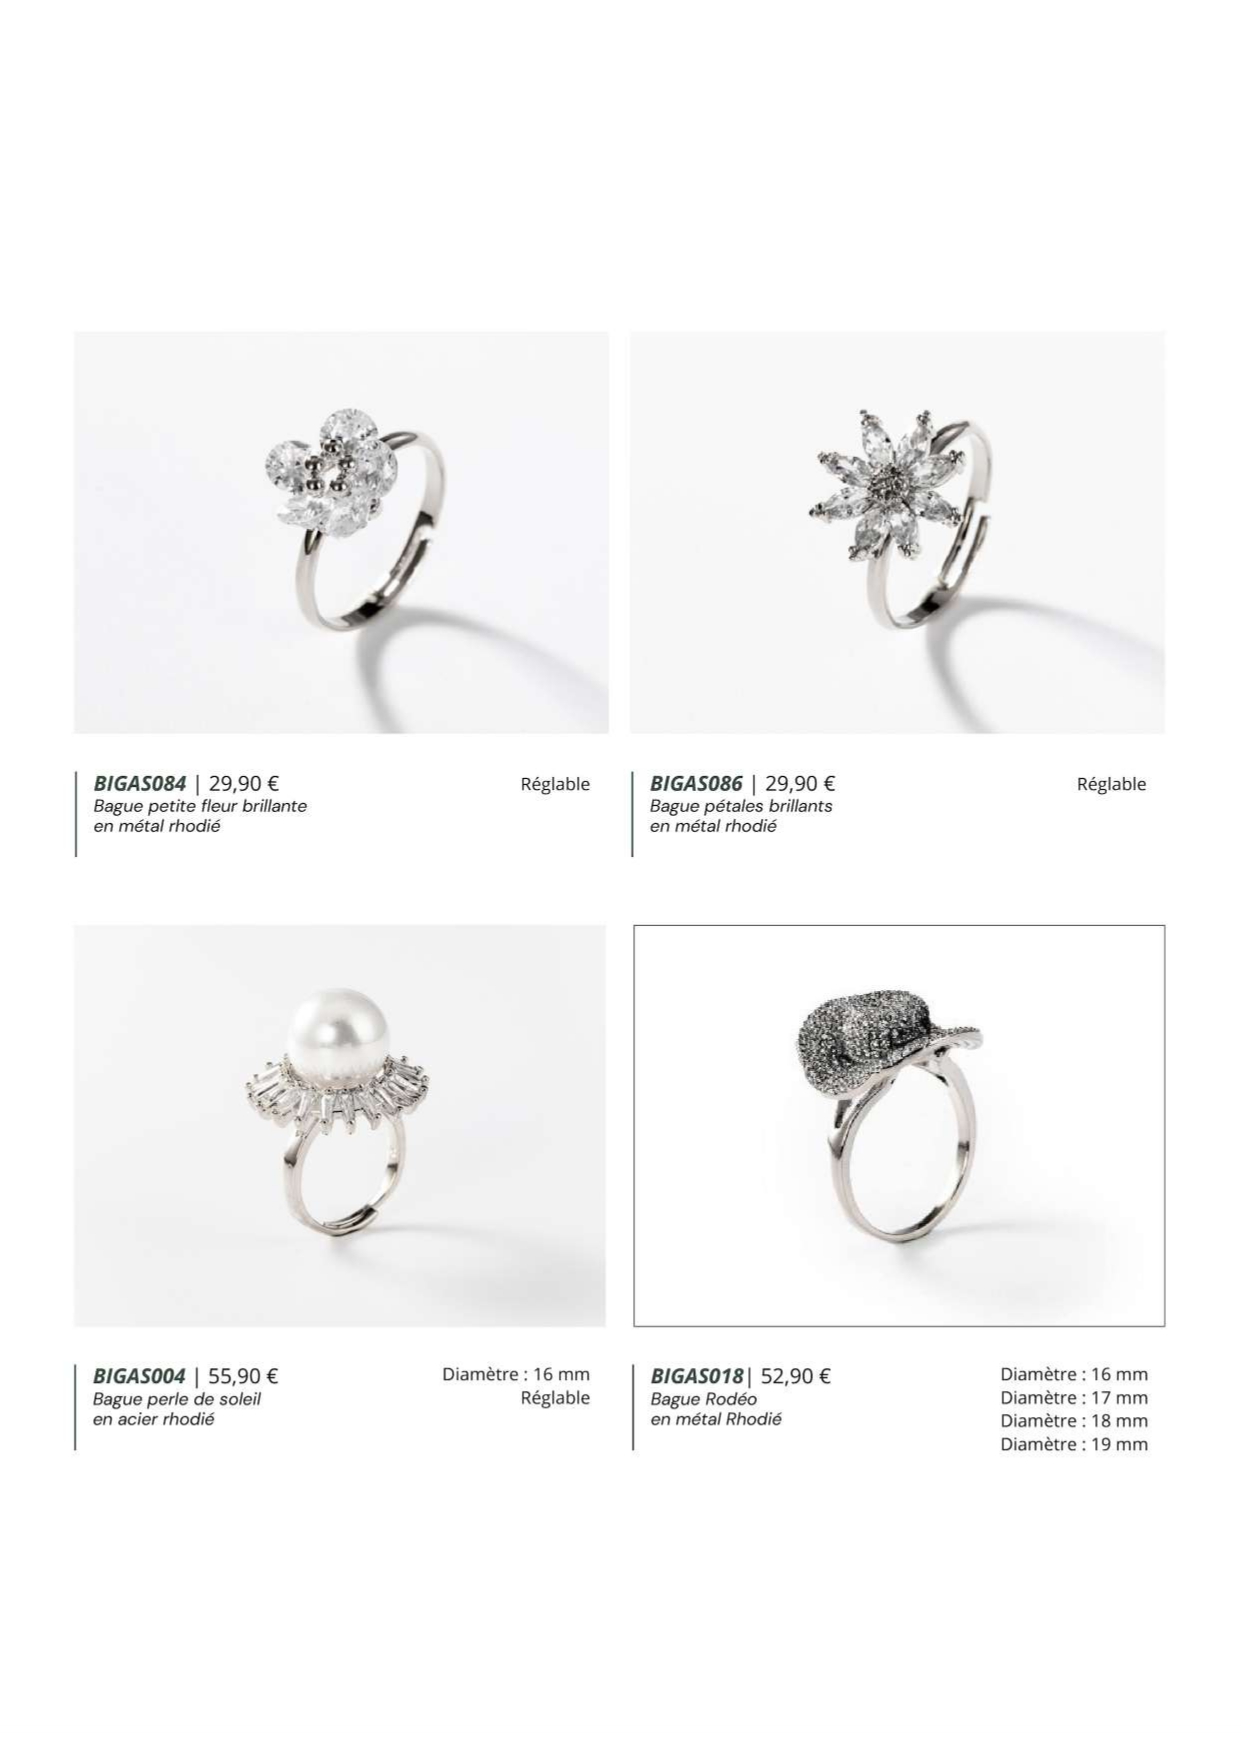 BIGAS084 | 29,90 €
Réglable
Bague petite fleur brillante
en métal rhodié
BIGAS086 | 29,90 €
Réglable
Bague pétales brillants
en métal rhodié
BIGAS004 | 55,90 €
Diamètre : 16 mm
Bague perle de soleil
Réglable
en acier rhodié
BIGAS018| 52,90 €
Diamètre : 16 mm
Bague Rodéo
Diamètre : 17 mm
en métal Rhodié
Diamètre : 18 mm
Diamètre : 19 mm